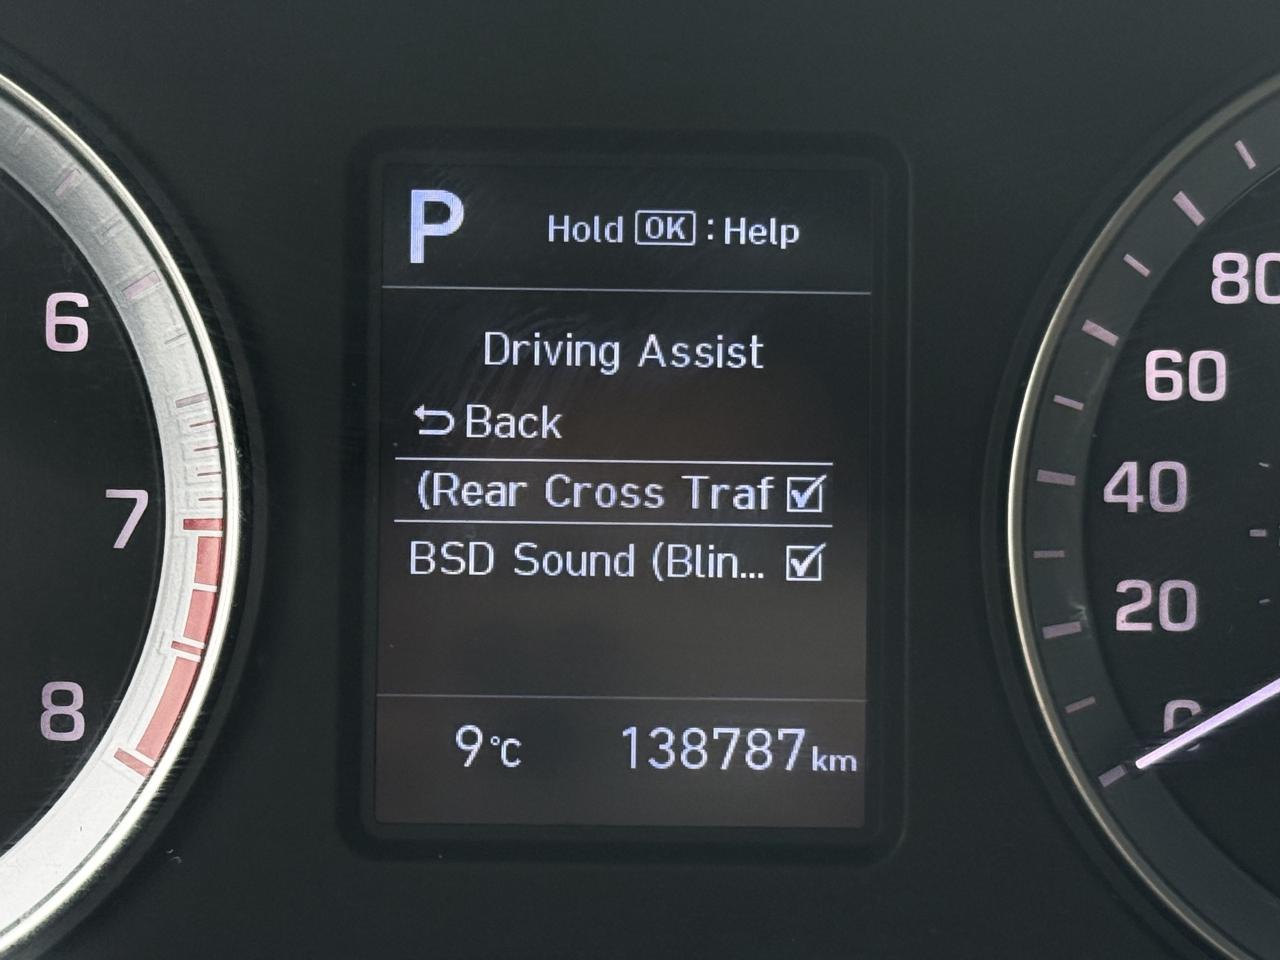 P
Hold OK : Help
Driving Assist
Back
(Rear Cross Traf
BSD Sound (Blin...
9°C
138787km
6
7
8
80
60
40
20
0